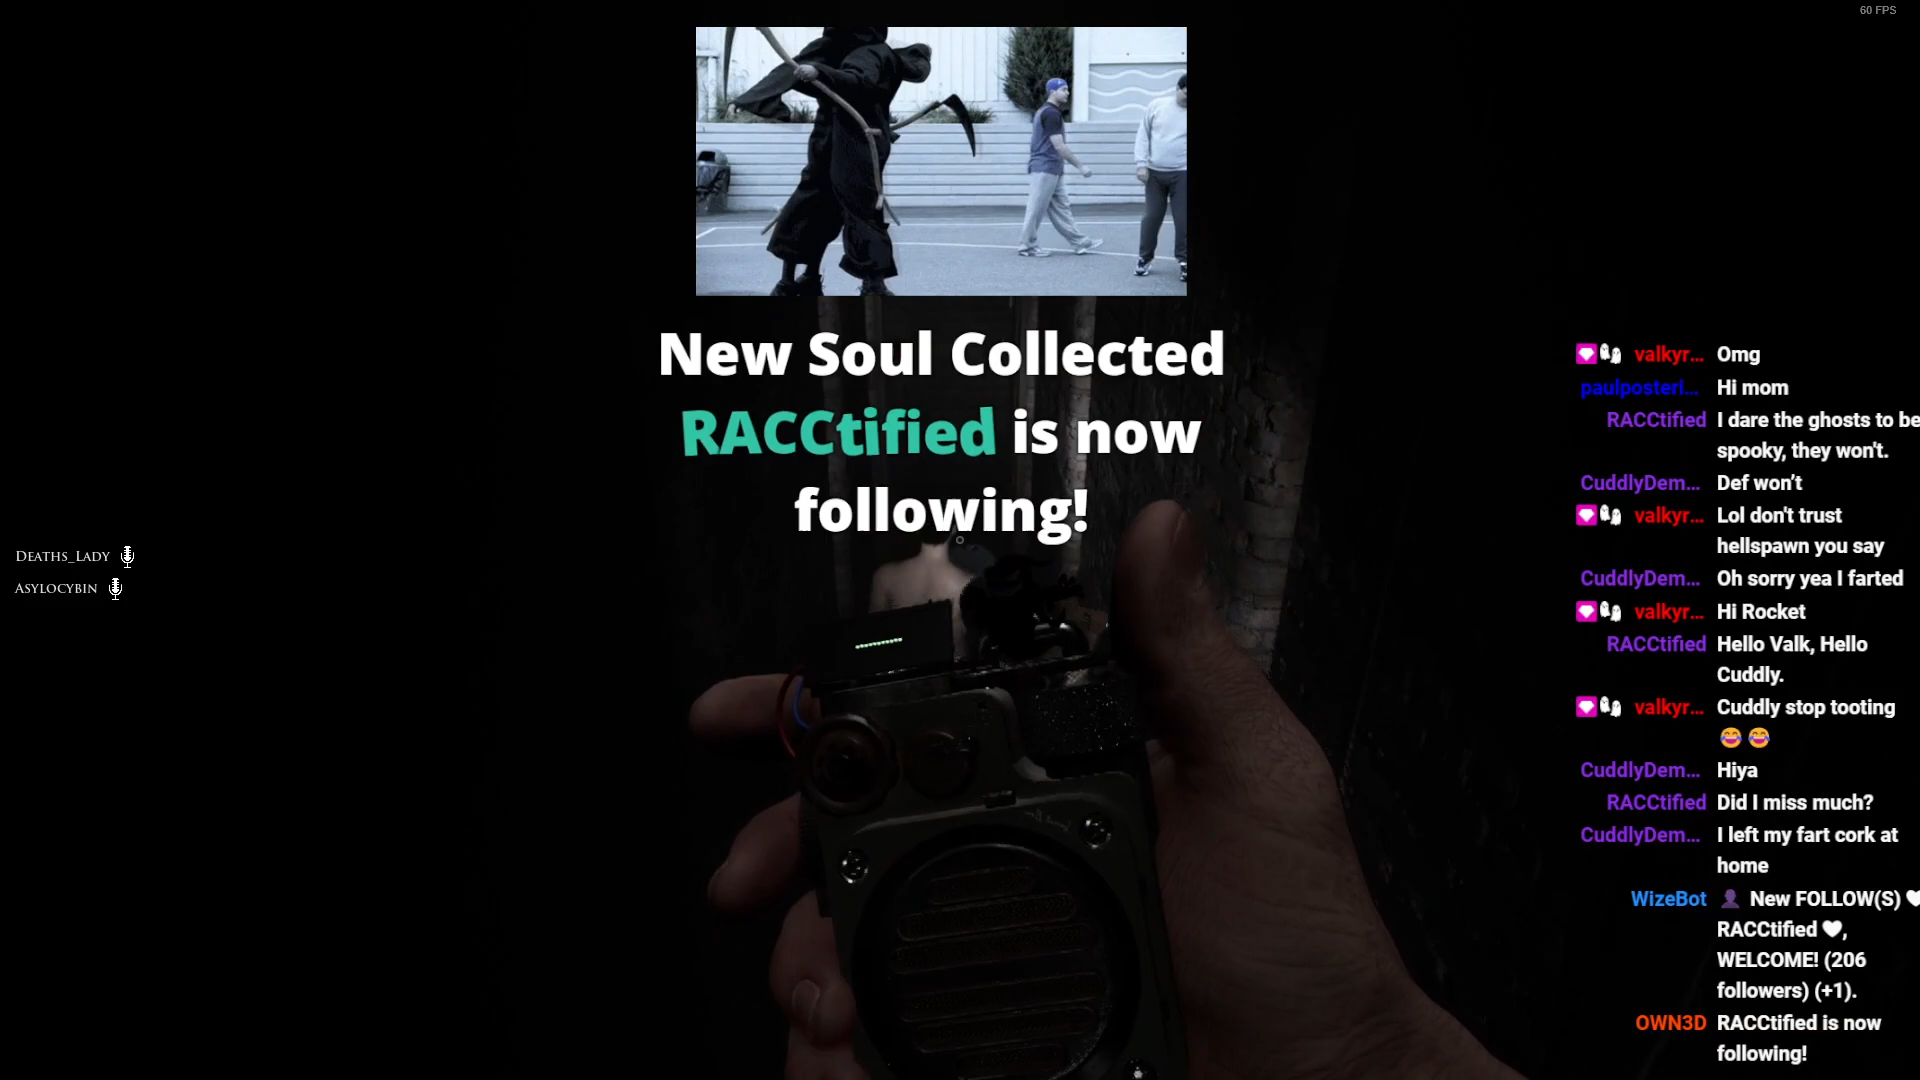 60 FPS
New Soul Collected
RACCtified is now
following!
DEATHS_LADY
ASYLOCYBIN
valkyr... Omg
paulposterl... Hi mom
RACCtified I dare the ghosts to be
spooky, they won't.
CuddlyDem... Def won't
valkyr... Lol don't trust
hellspawn you say
CuddlyDem... Oh sorry yea I farted
valkyr... Hi Rocket
RACCtified Hello Valk, Hello
Cuddly.
valkyr... Cuddly stop tooting
😂 😂
CuddlyDem... Hiya
RACCtified Did I miss much?
CuddlyDem... I left my fart cork at
home
WizeBot 👤 New FOLLOW(S) ♥
RACCtified ♥,
WELCOME! (206
followers) (+1).
OWN3D RACCtified is now
following!